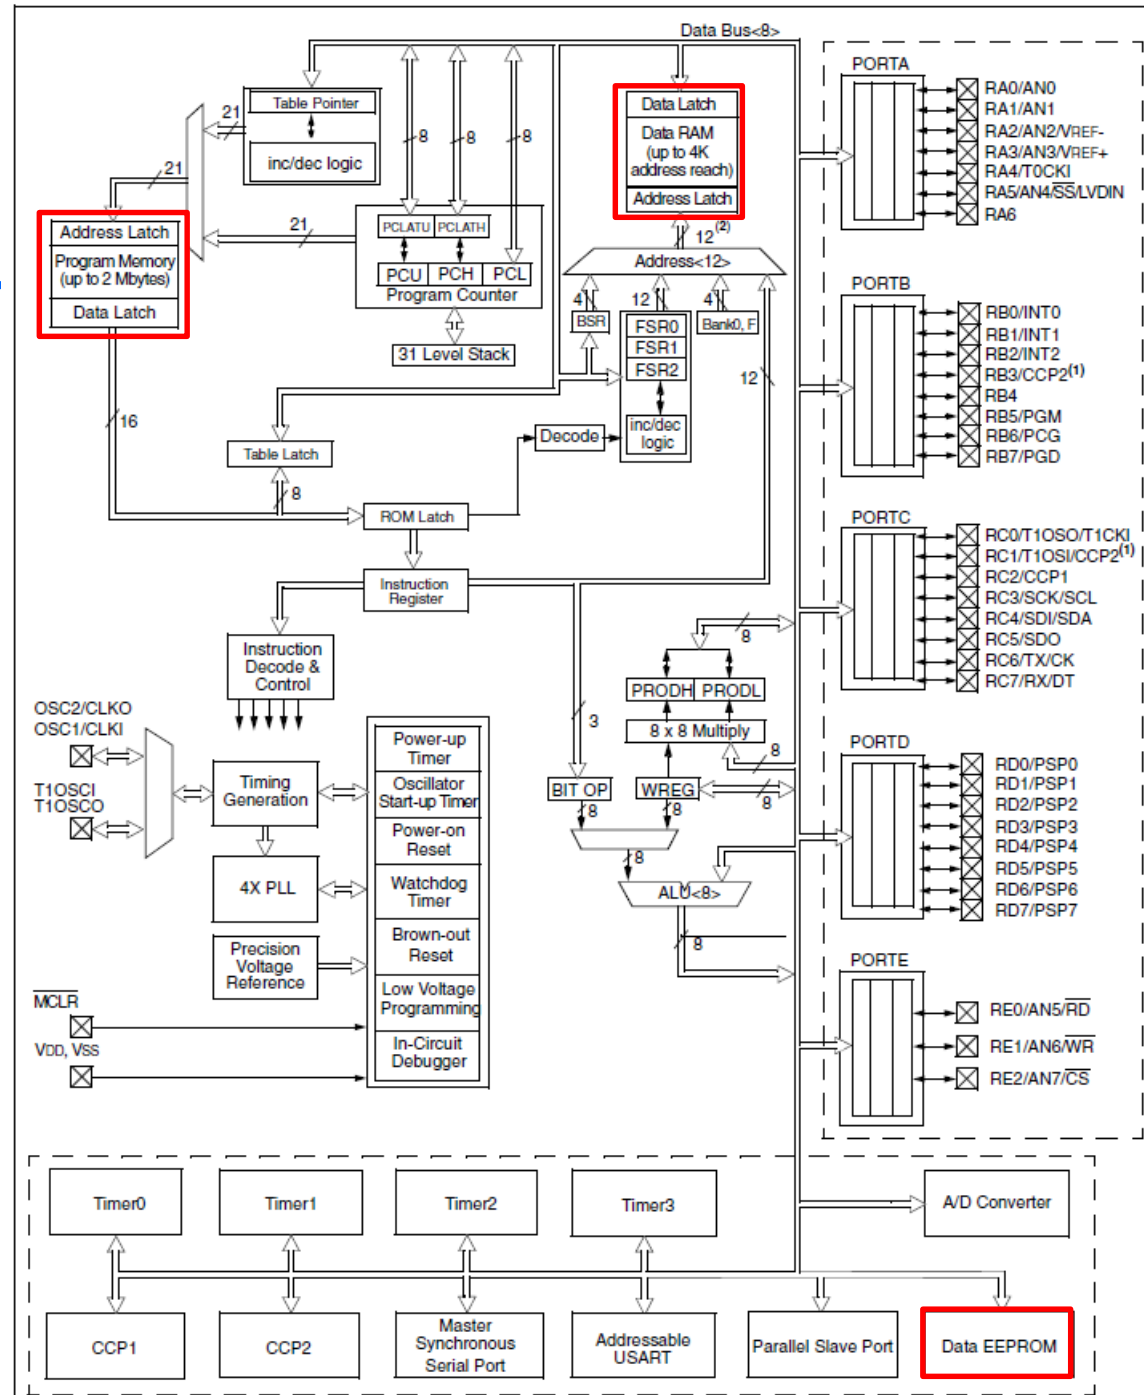 Data Bus<8>
21
Table Pointer
inc/dec logic
21
8
8
8
Data Latch
Data RAM
(up to 4K
address reach)
Address Latch
12(2)
Address<12>
Address Latch
Program Memory
(up to 2 Mbytes)
Data Latch
21
PCLATU
PCLATH
PCU
PCH
PCL
Program Counter
31 Level Stack
4
12
4
BSR
FSR0
FSR1
FSR2
Bank0, F
12
inc/dec
logic
Decode
16
Table Latch
8
ROM Latch
Instruction
Register
Instruction
Decode &
Control
OSC2/CLKO
OSC1/CLKI
T1OSCI
T1OSCO
Timing
Generation
4X PLL
Precision
Voltage
Reference
MCLR
VDD, VSS
Power-up
Timer
Oscillator
Start-up Timer
Power-on
Reset
Watchdog
Timer
Brown-out
Reset
Low Voltage
Programming
In-Circuit
Debugger
8
PRODH
PRODL
8 x 8 Multiply
3
8
BIT OP
WREG
8
8
8
8
ALU<8>
8
PORTA
RA0/AN0
RA1/AN1
RA2/AN2/VREF-
RA3/AN3/VREF+
RA4/T0CKI
RA5/AN4/SS/LVDIN
RA6
PORTB
RB0/INT0
RB1/INT1
RB2/INT2
RB3/CCP2(1)
RB4
RB5/PGM
RB6/PCG
RB7/PGD
PORTC
RC0/T1OSO/T1CKI
RC1/T1OSI/CCP2(1)
RC2/CCP1
RC3/SCK/SCL
RC4/SDI/SDA
RC5/SDO
RC6/TX/CK
RC7/RX/DT
PORTD
RD0/PSP0
RD1/PSP1
RD2/PSP2
RD3/PSP3
RD4/PSP4
RD5/PSP5
RD6/PSP6
RD7/PSP7
PORTE
RE0/AN5/RD
RE1/AN6/WR
RE2/AN7/CS
Timer0
Timer1
Timer2
Timer3
A/D Converter
CCP1
CCP2
Master
Synchronous
Serial Port
Addressable
USART
Parallel Slave Port
Data EEPROM